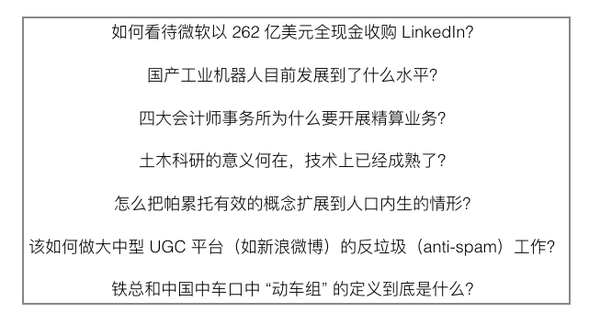 如何看待微软以 262 亿美元全现金收购 LinkedIn?
国产工业机器人目前发展到了什么水平?
四大会计师事务所为什么要开展精算业务?
土木科研的意义何在，技术上已经成熟了?
怎么把帕累托有效的概念扩展到人口内生的情形?
该如何做大中型 UGC 平台（如新浪微博）的反垃圾（anti-spam）工作?
铁总和中国中车口中 “动车组” 的定义到底是什么?